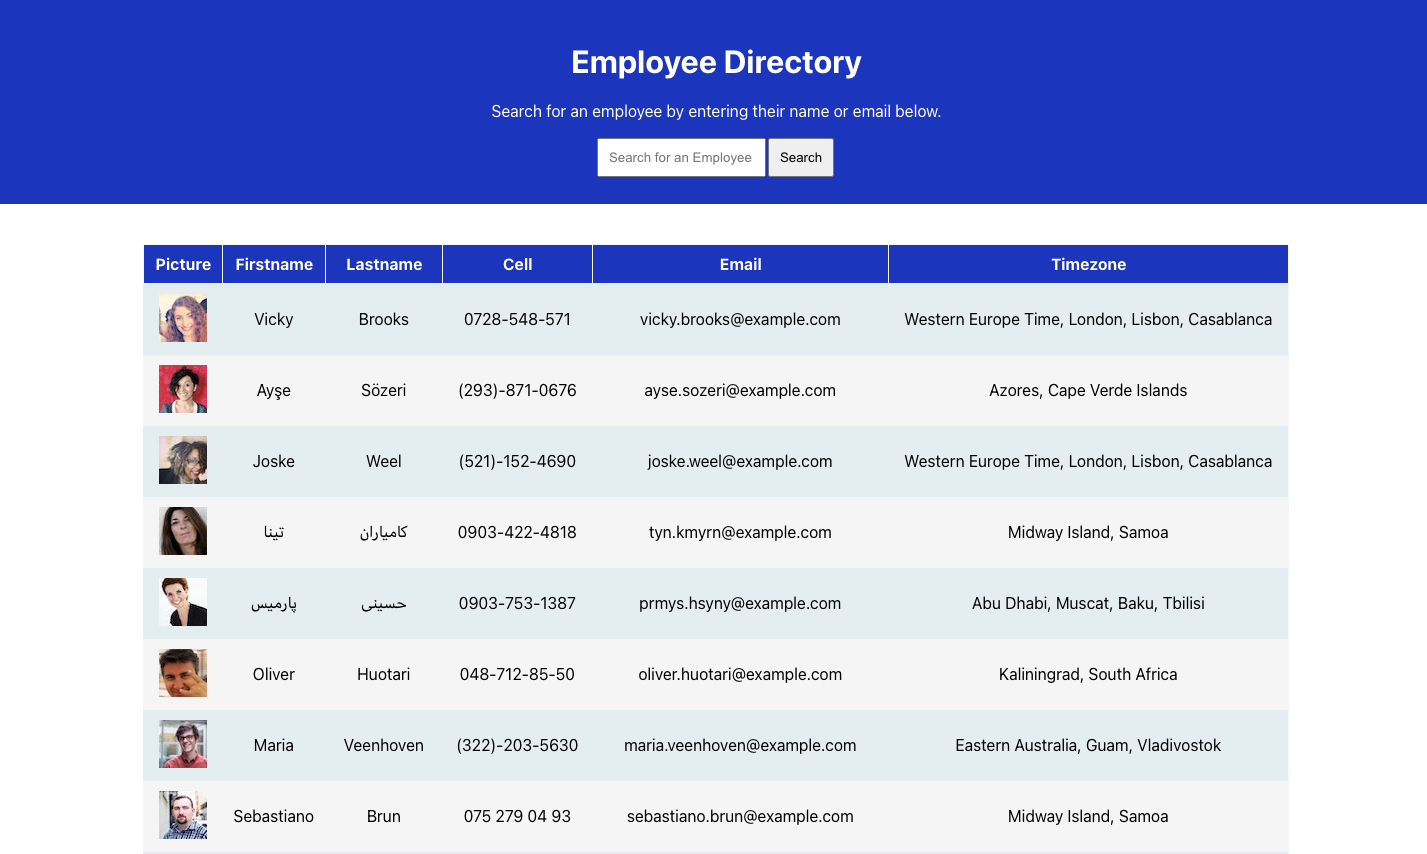 Employee Directory
Search for an employee by entering their name or email below.
Search for an Employee Search
Picture Firstname Lastname Cell Email Timezone
Vicky Brooks 0728-548-571 vicky.brooks@example.com Western Europe Time, London, Lisbon, Casablanca
Ayşe Sözeri (293)-871-0676 ayse.sozeri@example.com Azores, Cape Verde Islands
Joske Weel (521)-152-4690 joske.weel@example.com Western Europe Time, London, Lisbon, Casablanca
تینا کامیاران 0903-422-4818 tyn.kmyrn@example.com Midway Island, Samoa
پارمیس حسینی 0903-753-1387 prmys.hsyny@example.com Abu Dhabi, Muscat, Baku, Tbilisi
Oliver Huotari 048-712-85-50 oliver.huotari@example.com Kaliningrad, South Africa
Maria Veenhoven (322)-203-5630 maria.veenhoven@example.com Eastern Australia, Guam, Vladivostok
Sebastiano Brun 075 279 04 93 sebastiano.brun@example.com Midway Island, Samoa